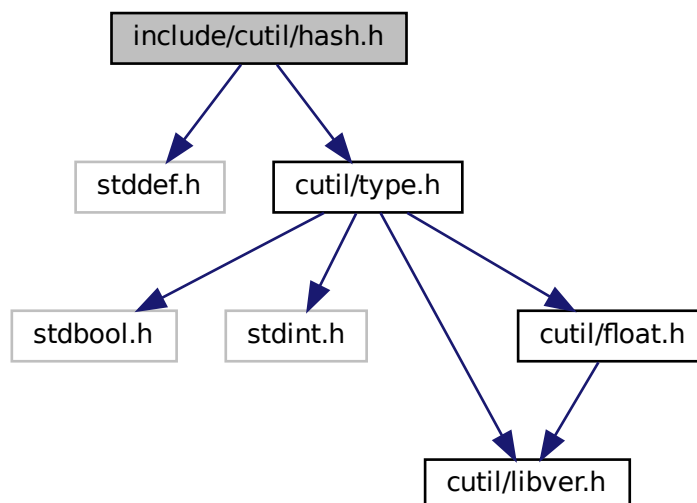 include/cutil/hash.h
stddef.h
cutil/type.h
stdbool.h
stdint.h
cutil/float.h
cutil/libver.h